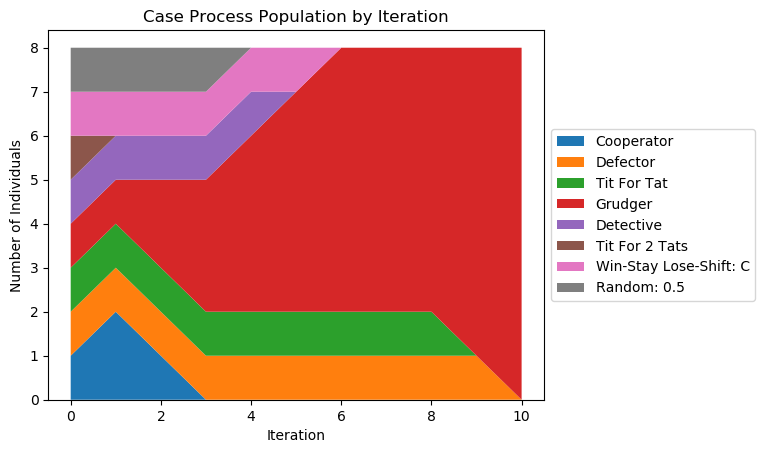 Case Process Population by Iteration
Number of Individuals
8
7
6
5
4
3
2
1
0
0 2 4 6 8 10
Iteration
Cooperator
Defector
Tit For Tat
Grudger
Detective
Tit For 2 Tats
Win-Stay Lose-Shift: C
Random: 0.5